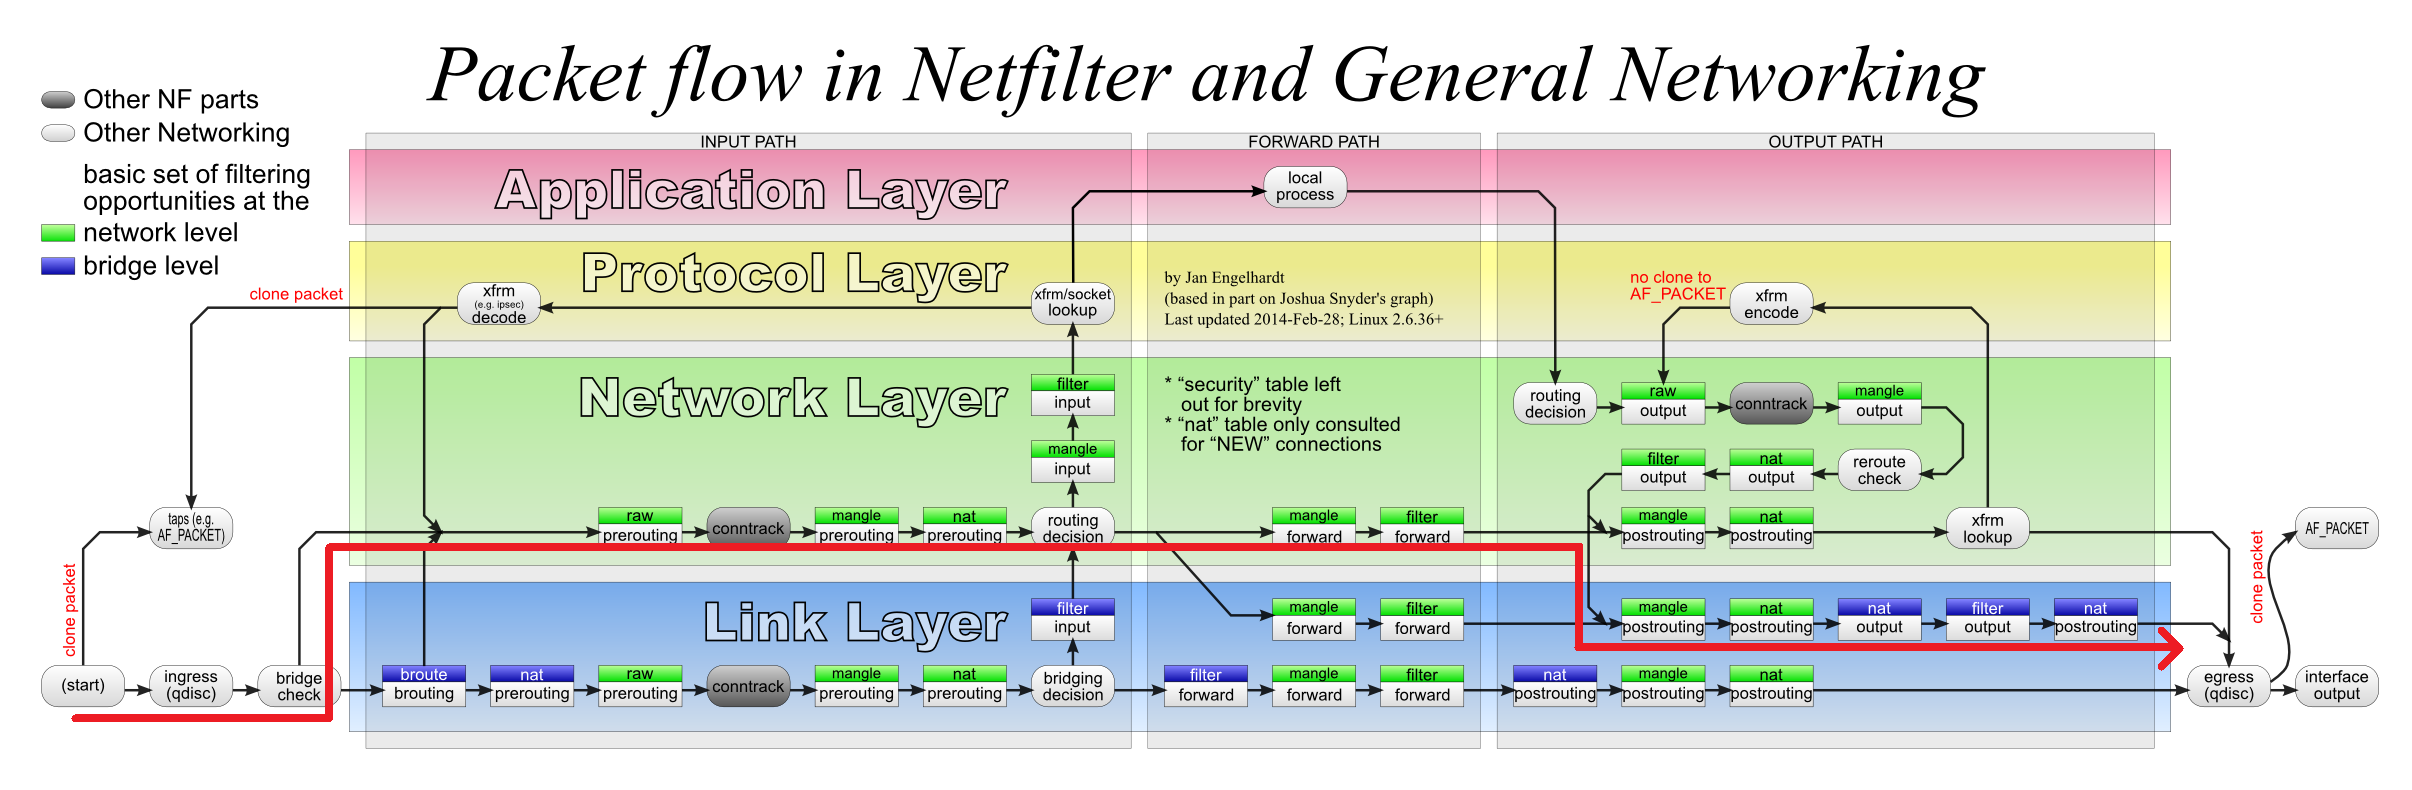 Packet flow in Netfilter and General Networking
Other NF parts
Other Networking
basic set of filtering
opportunities at the
network level
bridge level
INPUT PATH
FORWARD PATH
OUTPUT PATH
Application Layer
local
process
Protocol Layer
clone packet
xfrm
(e.g. ipsec)
decode
xfrm/socket
lookup
by Jan Engelhardt
(based in part on Joshua Snyder's graph)
Last updated 2014-Feb-28; Linux 2.6.36+
no clone to
AF_PACKET
xfrm
encode
Network Layer
filter
input
mangle
input
* “security” table left
out for brevity
* “nat” table only consulted
for “NEW” connections
routing
decision
raw
output
conntrack
mangle
output
filter
output
nat
output
reroute
check
taps (e.g.
AF_PACKET)
raw
prerouting
conntrack
mangle
prerouting
nat
prerouting
routing
decision
mangle
forward
filter
forward
mangle
postrouting
nat
postrouting
xfrm
lookup
AF_PACKET
clone packet
clone packet
Link Layer
filter
input
mangle
forward
filter
forward
mangle
postrouting
nat
postrouting
nat
output
filter
output
nat
postrouting
(start)
ingress
(qdisc)
bridge
check
broute
brouting
nat
prerouting
raw
prerouting
conntrack
mangle
prerouting
nat
prerouting
bridging
decision
filter
forward
mangle
forward
filter
forward
nat
postrouting
mangle
postrouting
nat
postrouting
egress
(qdisc)
interface
output